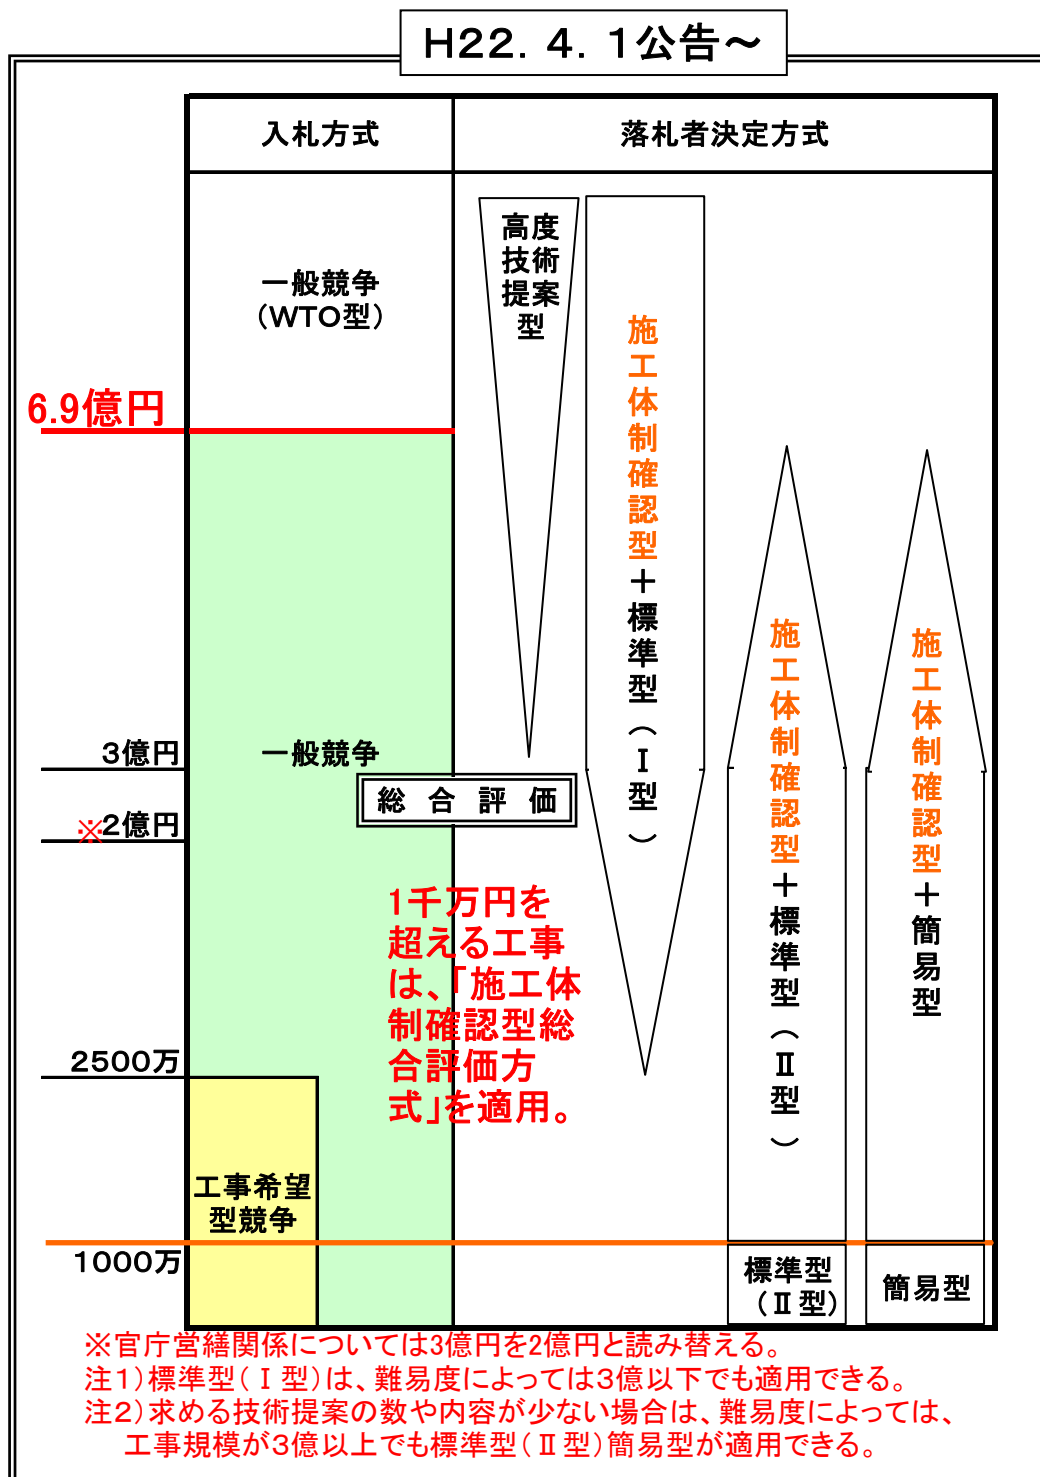 H22．4．1公告～
入札方式
落札者決定方式
一般競争
（WTO型）
高度
技術
提案
型
施工体制確認型＋標準型（Ⅰ型）
6.9億円
施工体制確認型＋標準型（Ⅱ型）
施工体制確認型＋簡易型
3億円
一般競争
総合評価
※2億円
1千万円を
超える工事
は、「施工体
制確認型総
合評価方
式」を適用。
2500万
工事希望
型競争
1000万
標準型
（Ⅱ型）
簡易型
※官庁営繕関係については3億円を2億円と読み替える。
注1）標準型（Ⅰ型）は、難易度によっては3億以下でも適用できる。
注2）求める技術提案の数や内容が少ない場合は、難易度によっては、
工事規模が3億以上でも標準型（Ⅱ型）簡易型が適用できる。